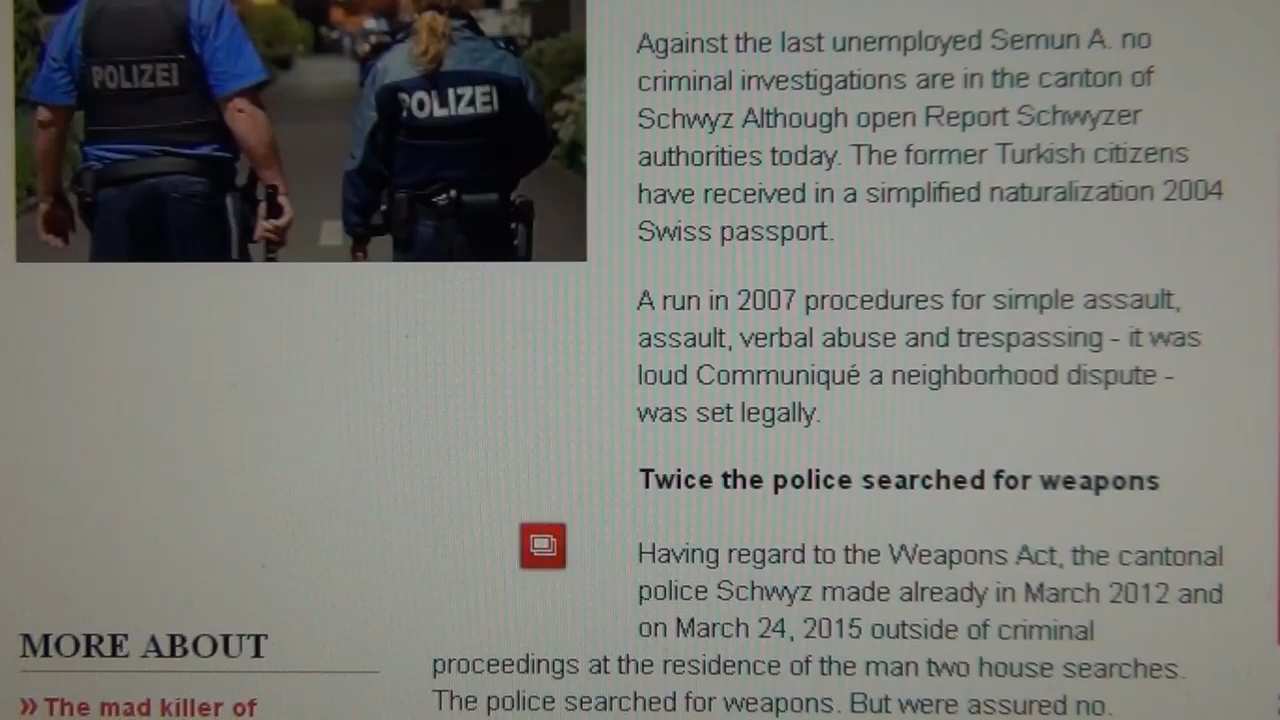 POLIZEI
POLIZEI
Against the last unemployed Semun A. no
criminal investigations are in the canton of
Schwyz Although open Report Schwyzer
authorities today. The former Turkish citizens
have received in a simplified naturalization 2004
Swiss passport.
A run in 2007 procedures for simple assault,
assault, verbal abuse and trespassing - it was
loud Communiqué a neighborhood dispute -
was set legally.
Twice the police searched for weapons
Having regard to the Weapons Act, the cantonal
police Schwyz made already in March 2012 and
on March 24, 2015 outside of criminal
proceedings at the residence of the man two house searches.
The police searched for weapons. But were assured no.
MORE ABOUT
» The mad killer of